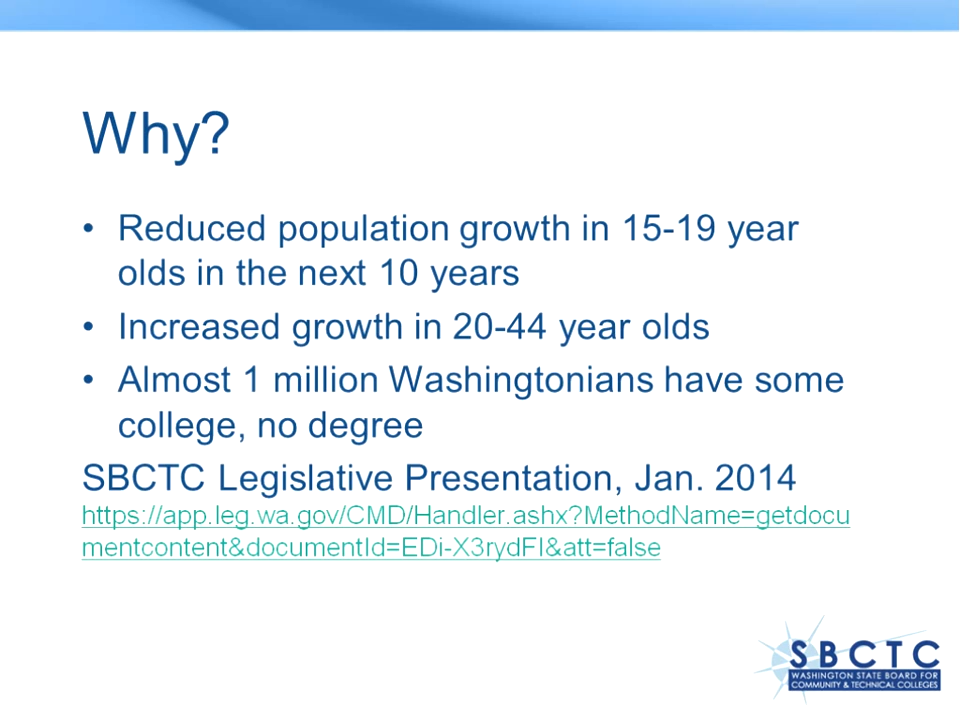 Why?
• Reduced population growth in 15-19 year
olds in the next 10 years
• Increased growth in 20-44 year olds
• Almost 1 million Washingtonians have some
college, no degree
SBCTC Legislative Presentation, Jan. 2014
https://app.leg.wa.gov/CMD/Handler.ashx?MethodName=getdocu
mentcontent&documentId=EDi-X3rydFI&att=false
SBCTC
WASHINGTON STATE BOARD FOR
COMMUNITY & TECHNICAL COLLEGES